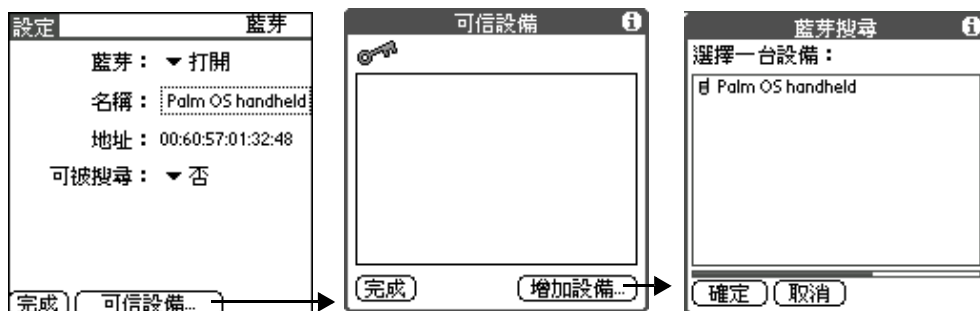 設定 藍芽
藍芽： 打開
名稱： Palm OS handheld
地址： 00:60:57:01:32:48
可被搜尋： 否
完成 可信設備...
可信設備
完成 增加設備...
藍芽搜尋
選擇一台設備：
Palm OS handheld
確定 取消